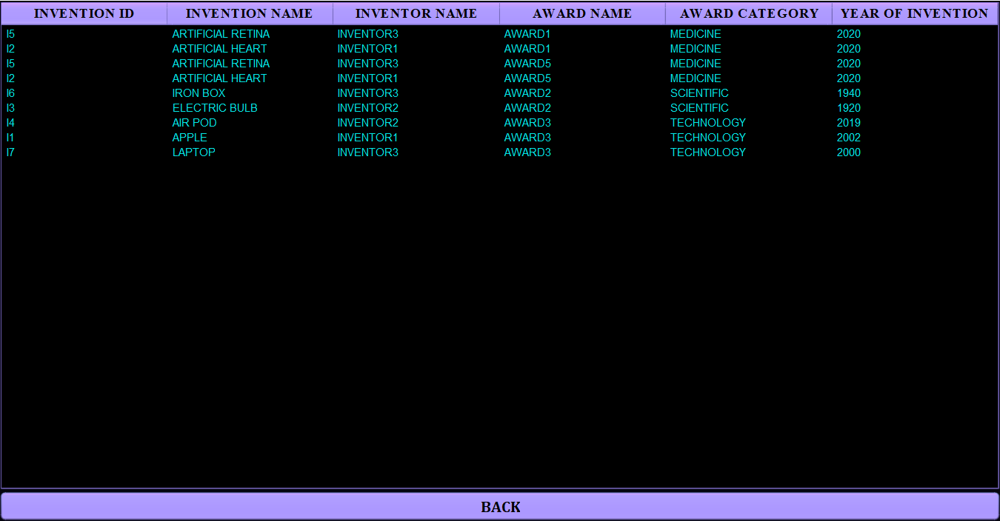 INVENTION ID INVENTION NAME INVENTOR NAME AWARD NAME AWARD CATEGORY YEAR OF INVENTION
I5 ARTIFICIAL RETINA INVENTOR3 AWARD1 MEDICINE 2020
I2 ARTIFICIAL HEART INVENTOR1 AWARD1 MEDICINE 2020
I5 ARTIFICIAL RETINA INVENTOR3 AWARD5 MEDICINE 2020
I2 ARTIFICIAL HEART INVENTOR1 AWARD5 MEDICINE 2020
I6 IRON BOX INVENTOR3 AWARD2 SCIENTIFIC 1940
I3 ELECTRIC BULB INVENTOR2 AWARD2 SCIENTIFIC 1920
I4 AIR POD INVENTOR2 AWARD3 TECHNOLOGY 2019
I1 APPLE INVENTOR1 AWARD3 TECHNOLOGY 2002
I7 LAPTOP INVENTOR3 AWARD3 TECHNOLOGY 2000
BACK